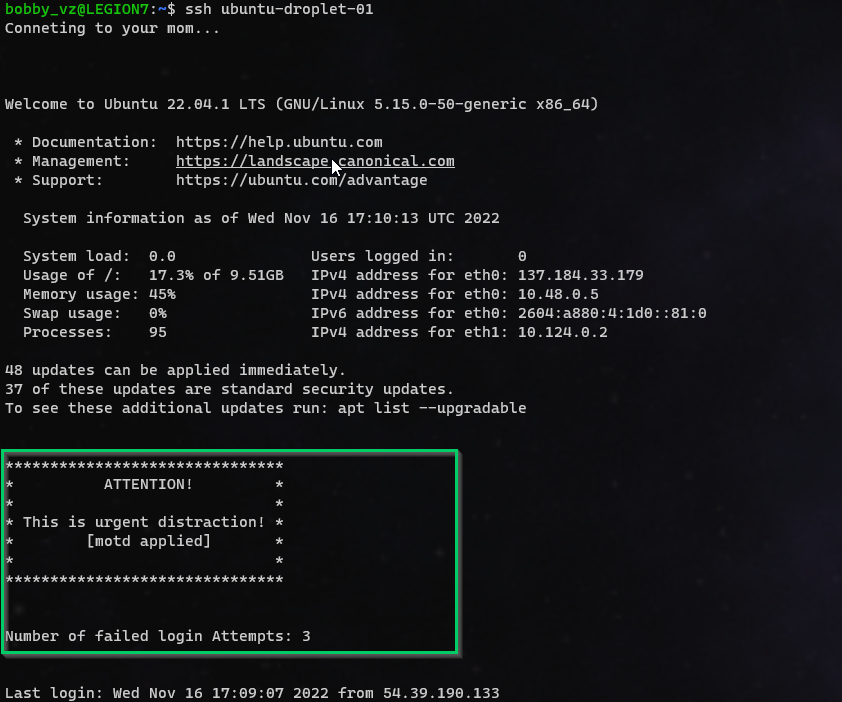 bobby_vz@LEGION7:~$ ssh ubuntu-droplet-01
Conneting to your mom...
Welcome to Ubuntu 22.04.1 LTS (GNU/Linux 5.15.0-50-generic x86_64)
* Documentation:  https://help.ubuntu.com
* Management:     https://landscape.canonical.com
* Support:        https://ubuntu.com/advantage
System information as of Wed Nov 16 17:10:13 UTC 2022
System load:  0.0                Users logged in:       0
Usage of /:   17.3% of 9.51GB   IPv4 address for eth0: 137.184.33.179
Memory usage: 45%               IPv4 address for eth0: 10.48.0.5
Swap usage:   0%                IPv6 address for eth0: 2604:a880:4:1d0::81:0
Processes:    95                IPv4 address for eth1: 10.124.0.2
48 updates can be applied immediately.
37 of these updates are standard security updates.
To see these additional updates run: apt list --upgradable
*******************************
*          ATTENTION!         *
*                             *
* This is urgent distraction! *
*        [motd applied]       *
*                             *
*******************************
Number of failed login Attempts: 3
Last login: Wed Nov 16 17:09:07 2022 from 54.39.190.133